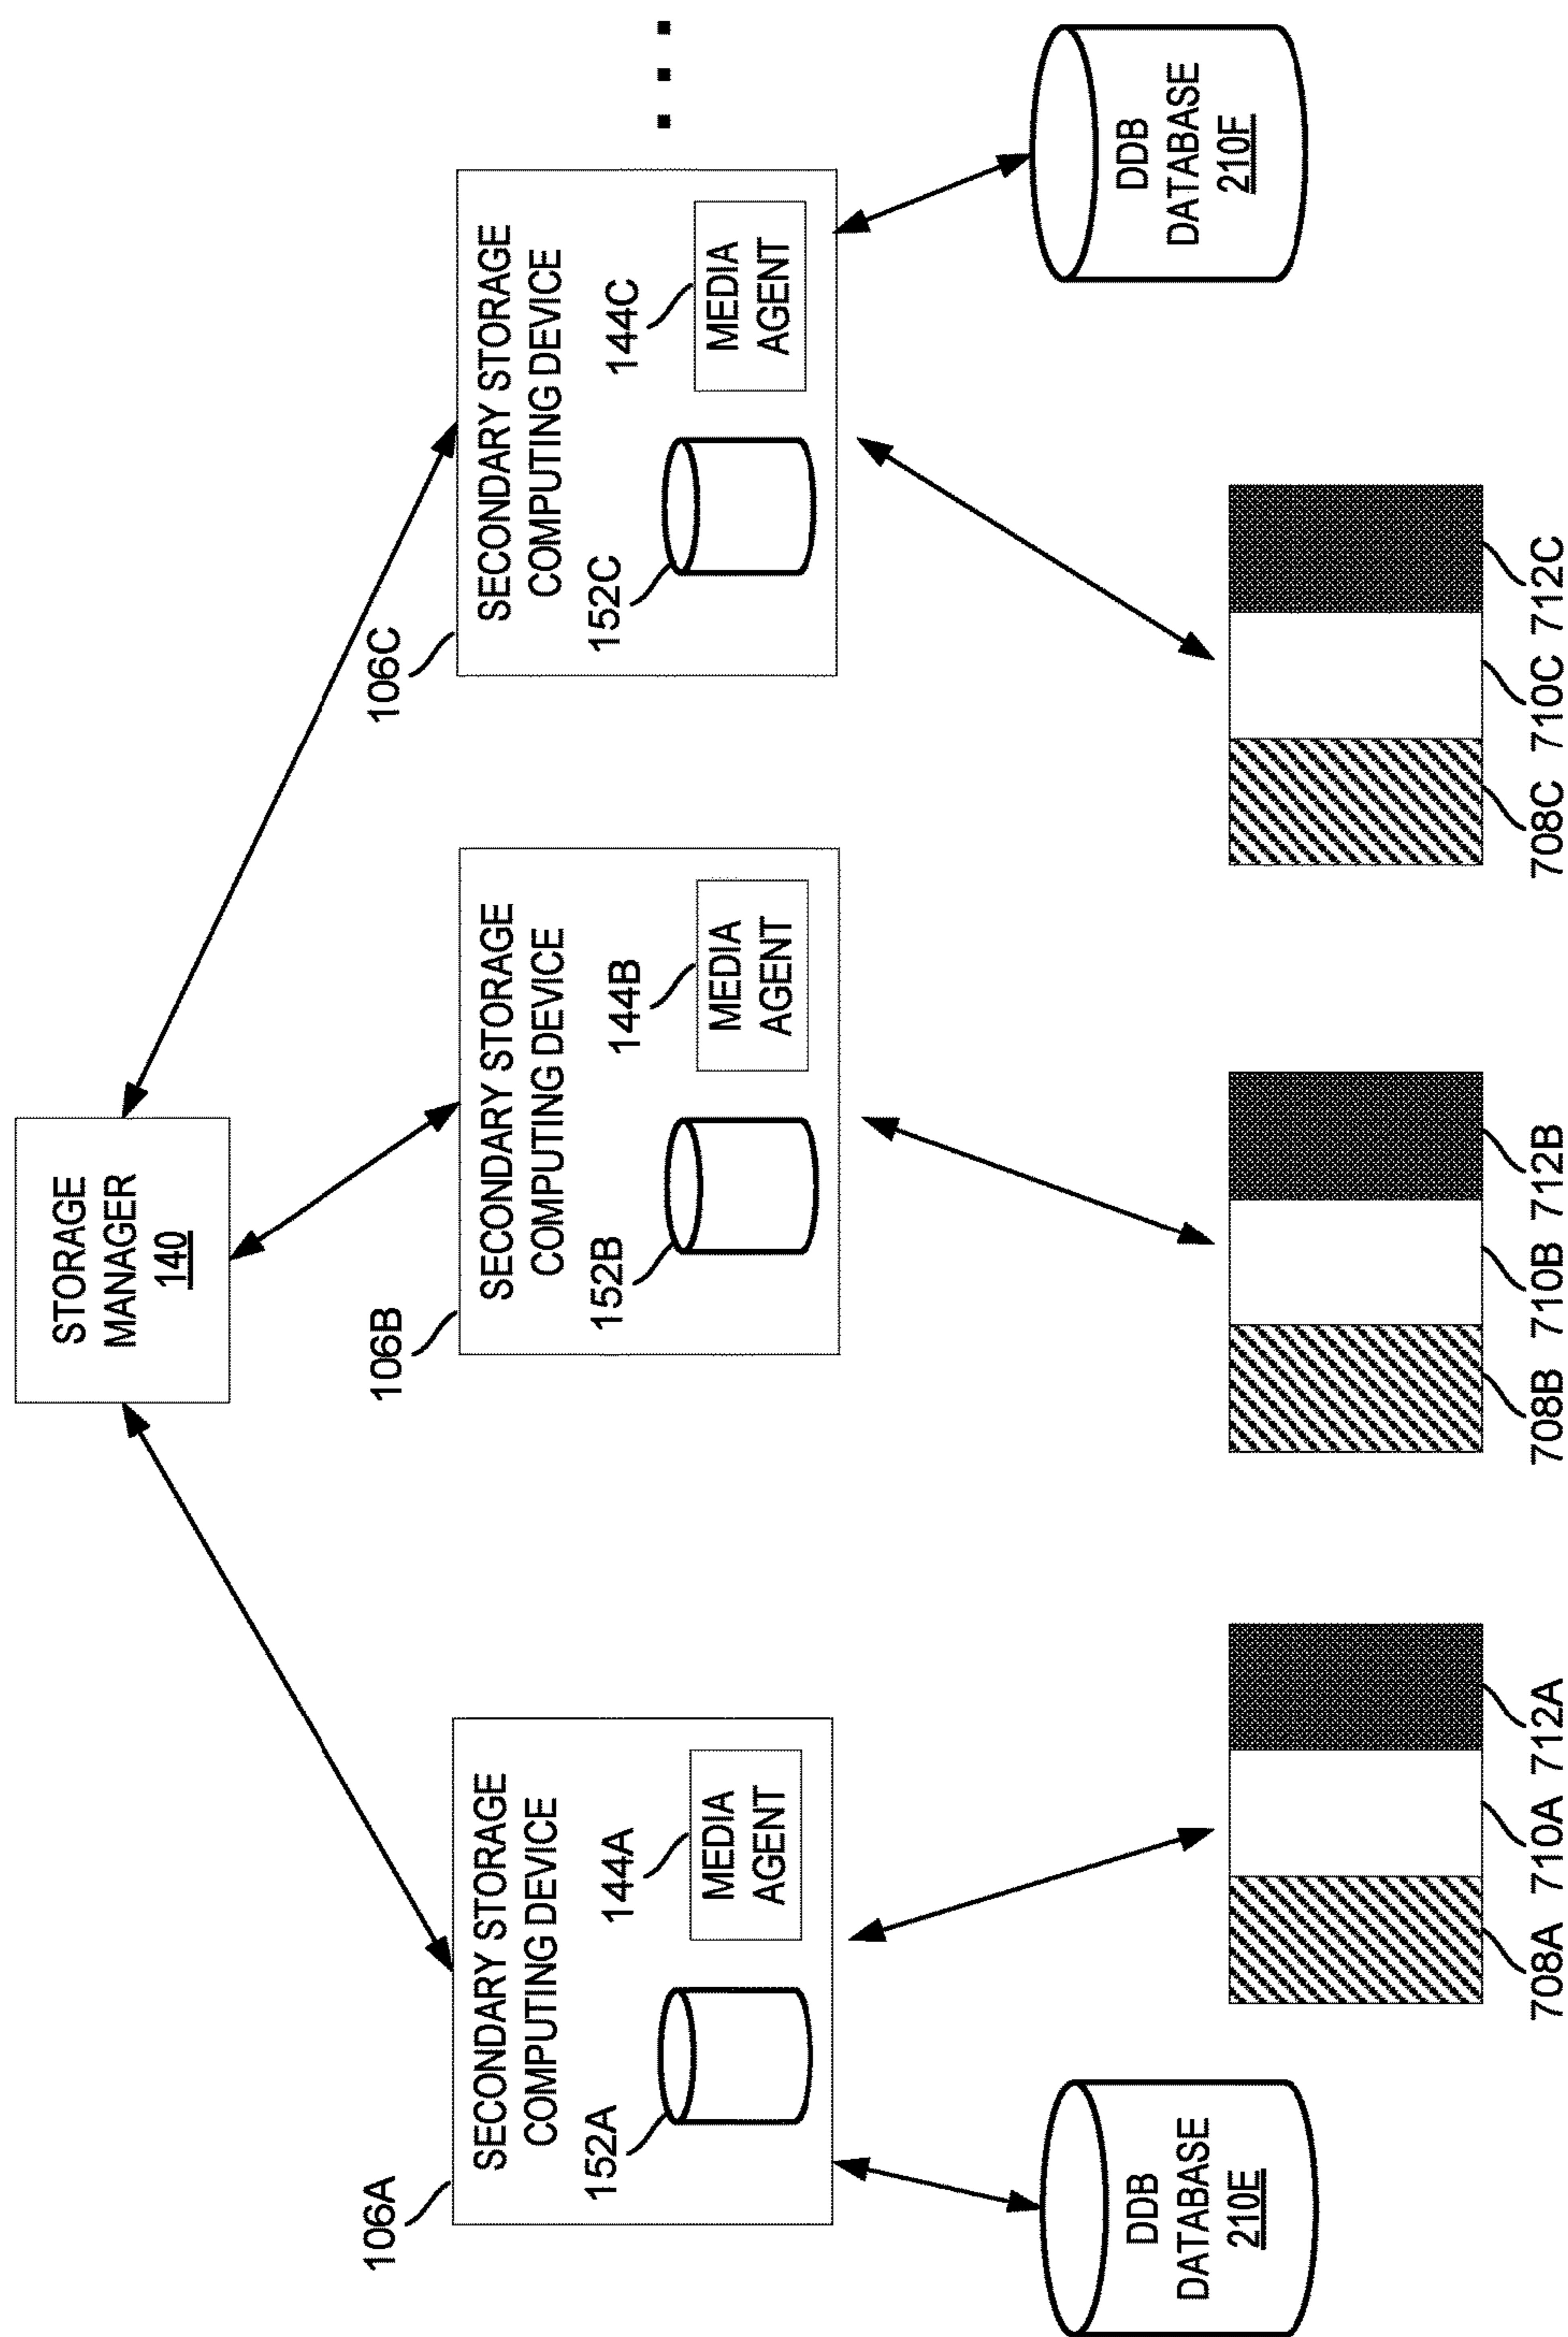 STORAGE
MANAGER
140
106A
SECONDARY STORAGE
COMPUTING DEVICE
152A
144A
MEDIA
AGENT
106B
SECONDARY STORAGE
COMPUTING DEVICE
152B
144B
MEDIA
AGENT
106C
SECONDARY STORAGE
COMPUTING DEVICE
152C
144C
MEDIA
AGENT
DDB
DATABASE
210E
DDB
DATABASE
210F
708A 710A 712A
708B 710B 712B
708C 710C 712C